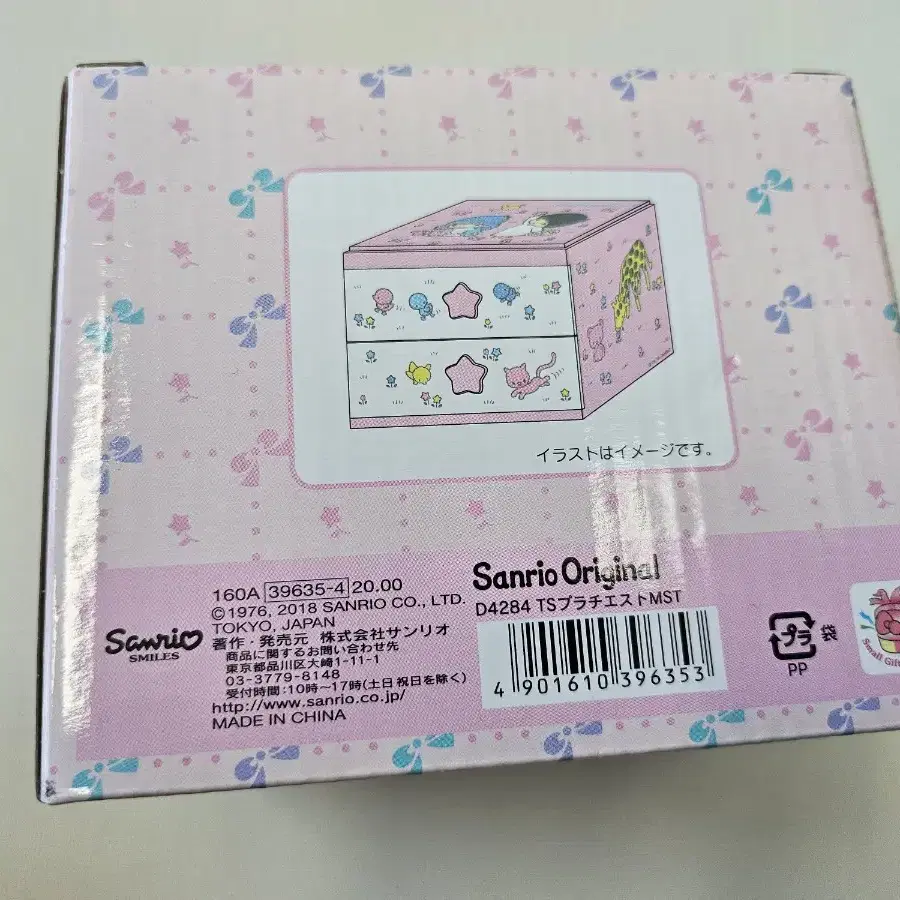 イラストはイメージです。
Sanrio
SMILES
160A 39635-4 20.00
©1976, 2018 SANRIO CO., LTD.
TOKYO, JAPAN
著作・発売元 株式会社サンリオ
商品に関するお問い合わせ先
東京都品川区大崎1-11-1
03-3779-8148
受付時間:10時~17時(土日祝日を除く)
http://www.sanrio.co.jp/
MADE IN CHINA
Sanrio Original
D4284 TSプラチエストMST
4 901610 396353
プラ 袋
PP
Small Gift